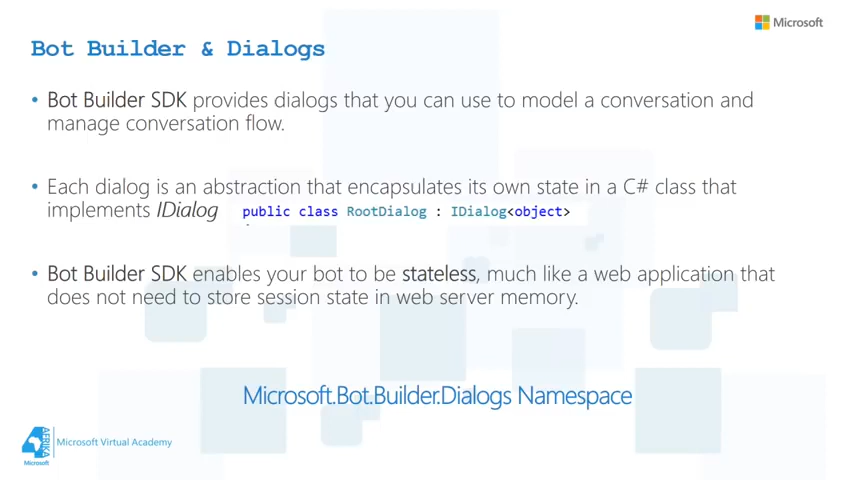 Microsoft
Bot Builder & Dialogs
• Bot Builder SDK provides dialogs that you can use to model a conversation and
manage conversation flow.
• Each dialog is an abstraction that encapsulates its own state in a C# class that
implements IDialog public class RootDialog : IDialog<object>
• Bot Builder SDK enables your bot to be stateless, much like a web application that
does not need to store session state in web server memory.
Microsoft.Bot.Builder.Dialogs Namespace
4AFRIKA
Microsoft
Microsoft Virtual Academy